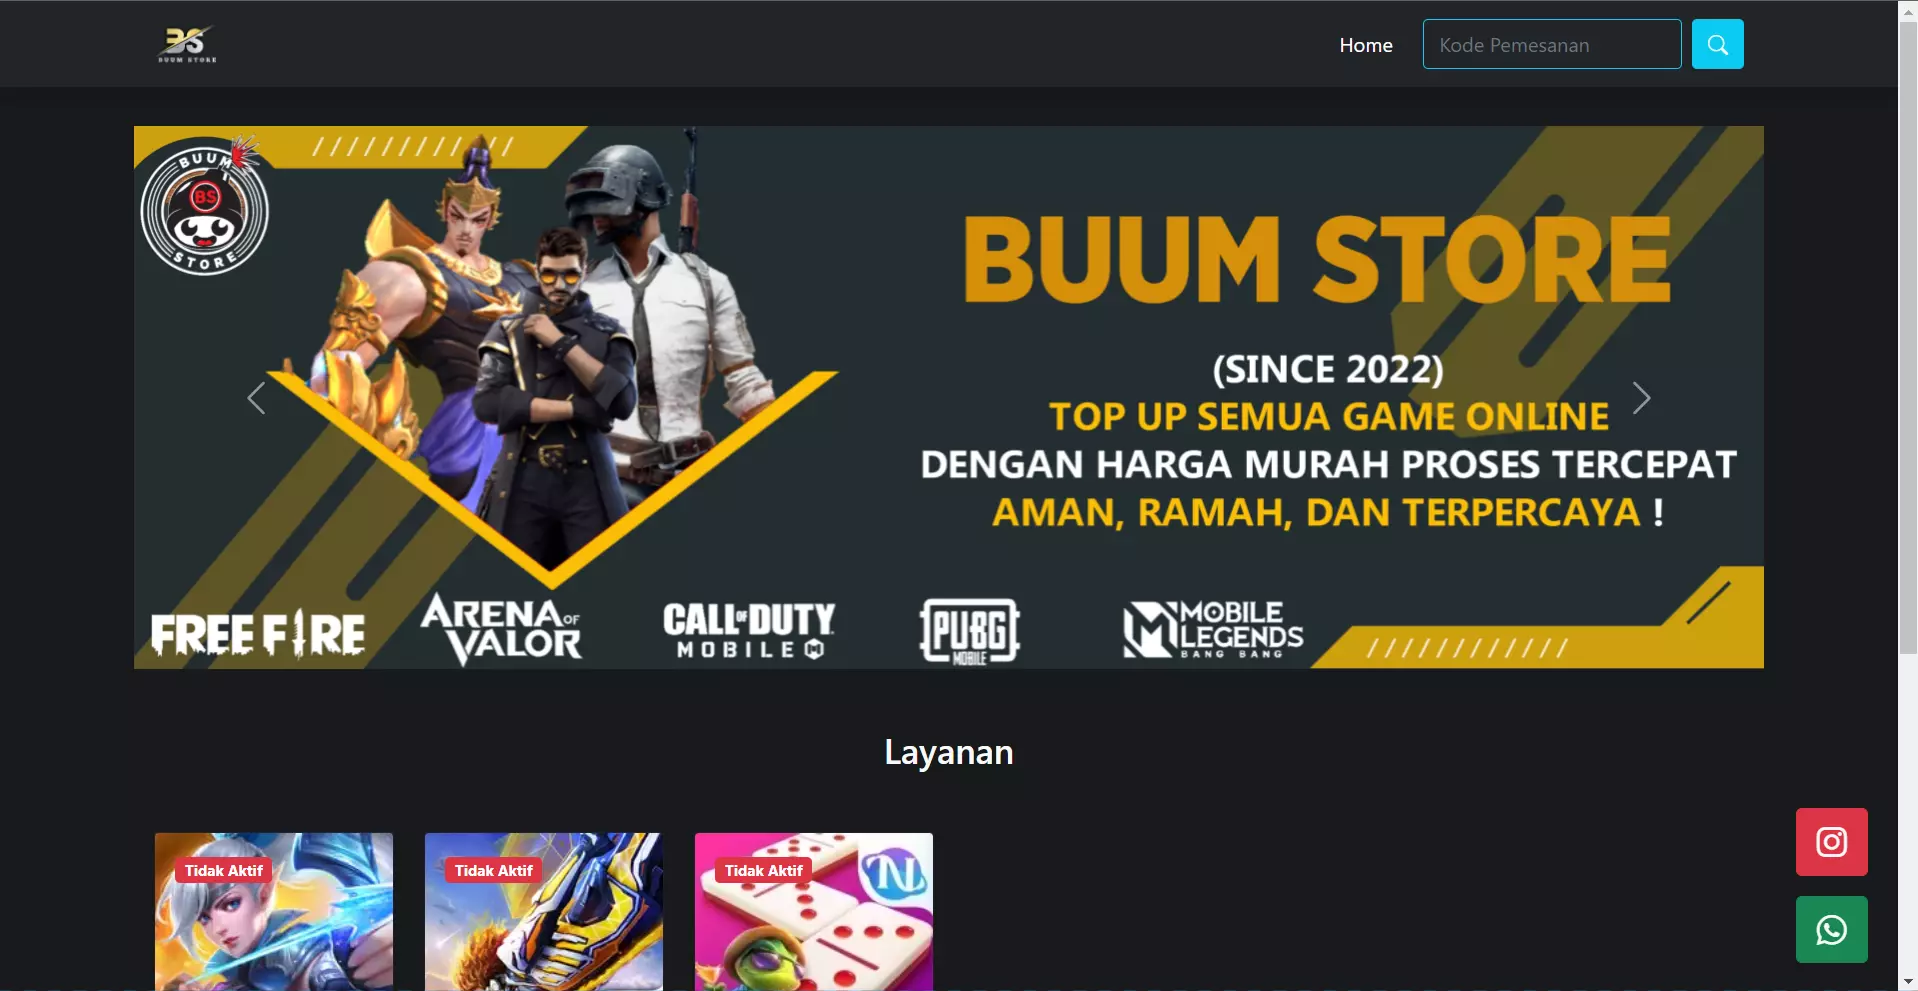 BS
BUUM STORE
Home
Kode Pemesanan
BUUM
BS
STORE
BUUM STORE
(SINCE 2022)
TOP UP SEMUA GAME ONLINE
DENGAN HARGA MURAH PROSES TERCEPAT
AMAN, RAMAH, DAN TERPERCAYA !
FREE FIRE
ARENA OF
VALOR
CALL OF DUTY
MOBILE
PUBG
MOBILE
MOBILE
LEGENDS
BANG BANG
Layanan
Tidak Aktif
Tidak Aktif
Tidak Aktif